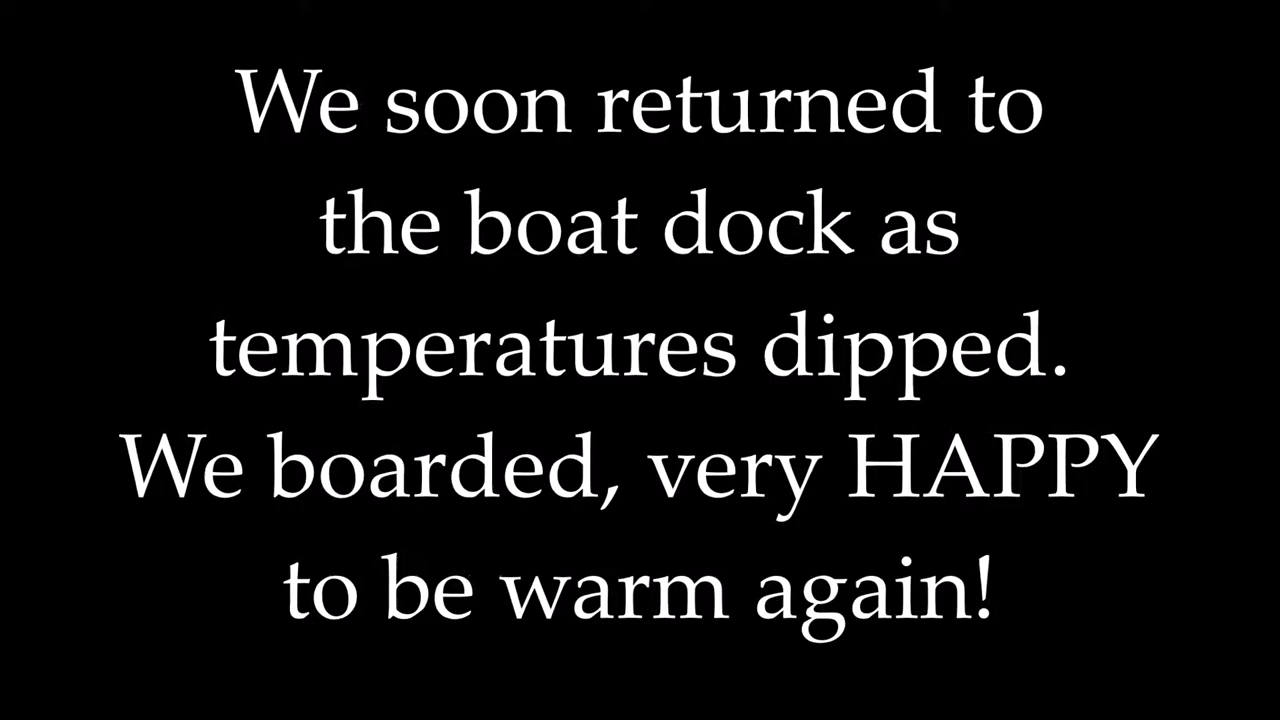 We soon returned to
the boat dock as
temperatures dipped.
We boarded, very HAPPY
to be warm again!